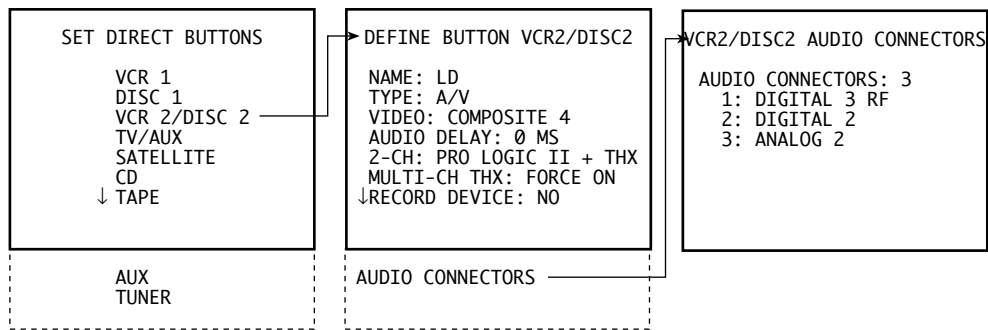 SET DIRECT BUTTONS
VCR 1
DISC 1
VCR 2/DISC 2
TV/AUX
SATELLITE
CD
↓ TAPE
AUX
TUNER
DEFINE BUTTON VCR2/DISC2
NAME: LD
TYPE: A/V
VIDEO: COMPOSITE 4
AUDIO DELAY: 0 MS
2-CH: PRO LOGIC II + THX
MULTI-CH THX: FORCE ON
↓RECORD DEVICE: NO
AUDIO CONNECTORS
VCR2/DISC2 AUDIO CONNECTORS
AUDIO CONNECTORS: 3
1: DIGITAL 3 RF
2: DIGITAL 2
3: ANALOG 2